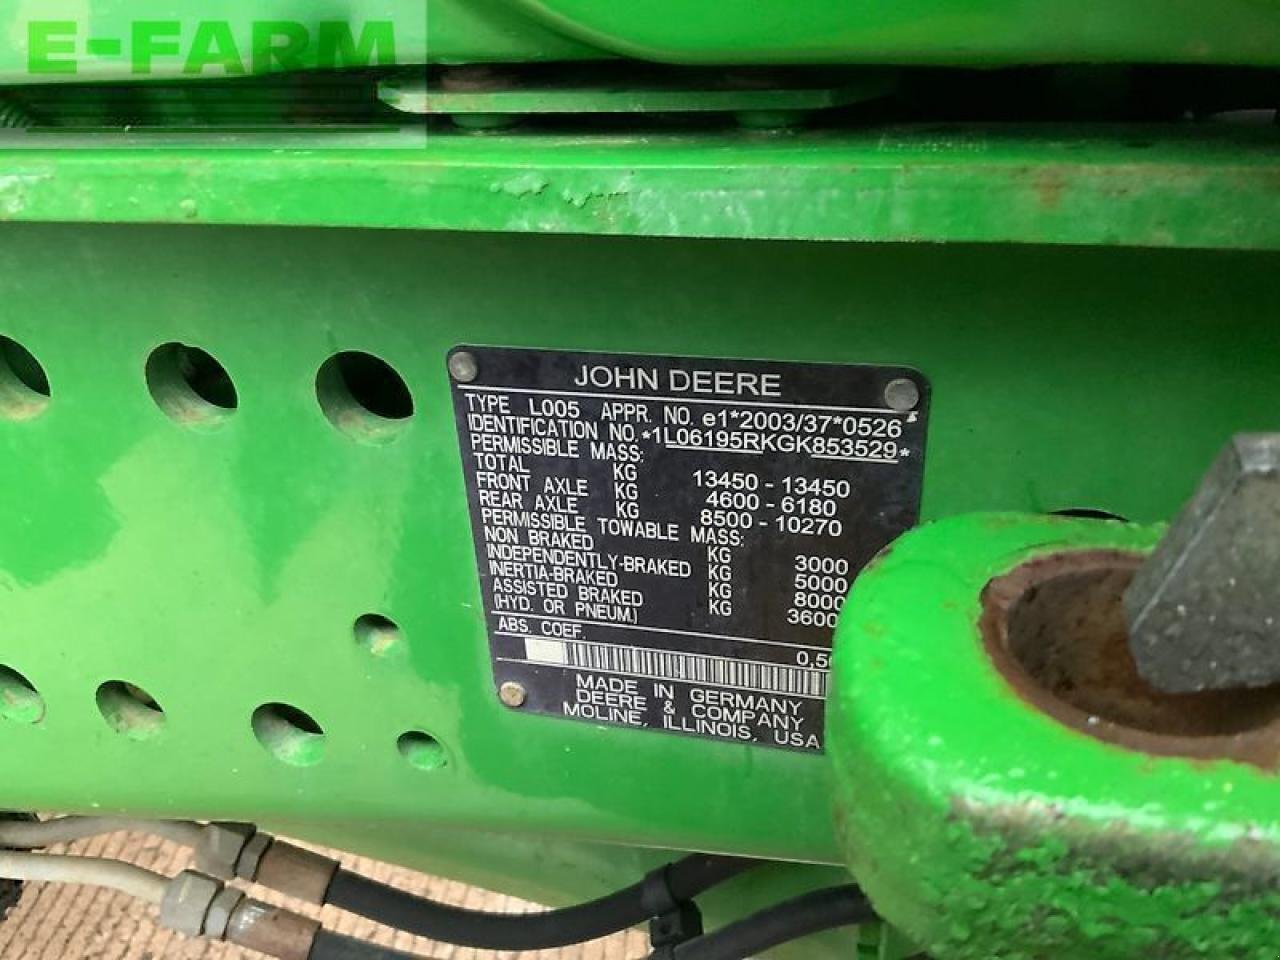 E-FARM
JOHN DEERE
TYPE L005 APPR. NO. e1*2003/37*0526*
IDENTIFICATION NO. *1L06195RKGK853529*
PERMISSIBLE MASS:
TOTAL KG 13450 - 13450
FRONT AXLE KG 4600 - 6180
REAR AXLE KG 8500 - 10270
PERMISSIBLE TOWABLE MASS:
NON BRAKED KG 3000
INDEPENDENTLY-BRAKED KG 5000
INERTIA-BRAKED KG 8000
ASSISTED BRAKED KG 3600
(HYD. OR PNEUM.)
ABS. COEF.
MADE IN GERMANY
DEERE & COMPANY
MOLINE, ILLINOIS, USA